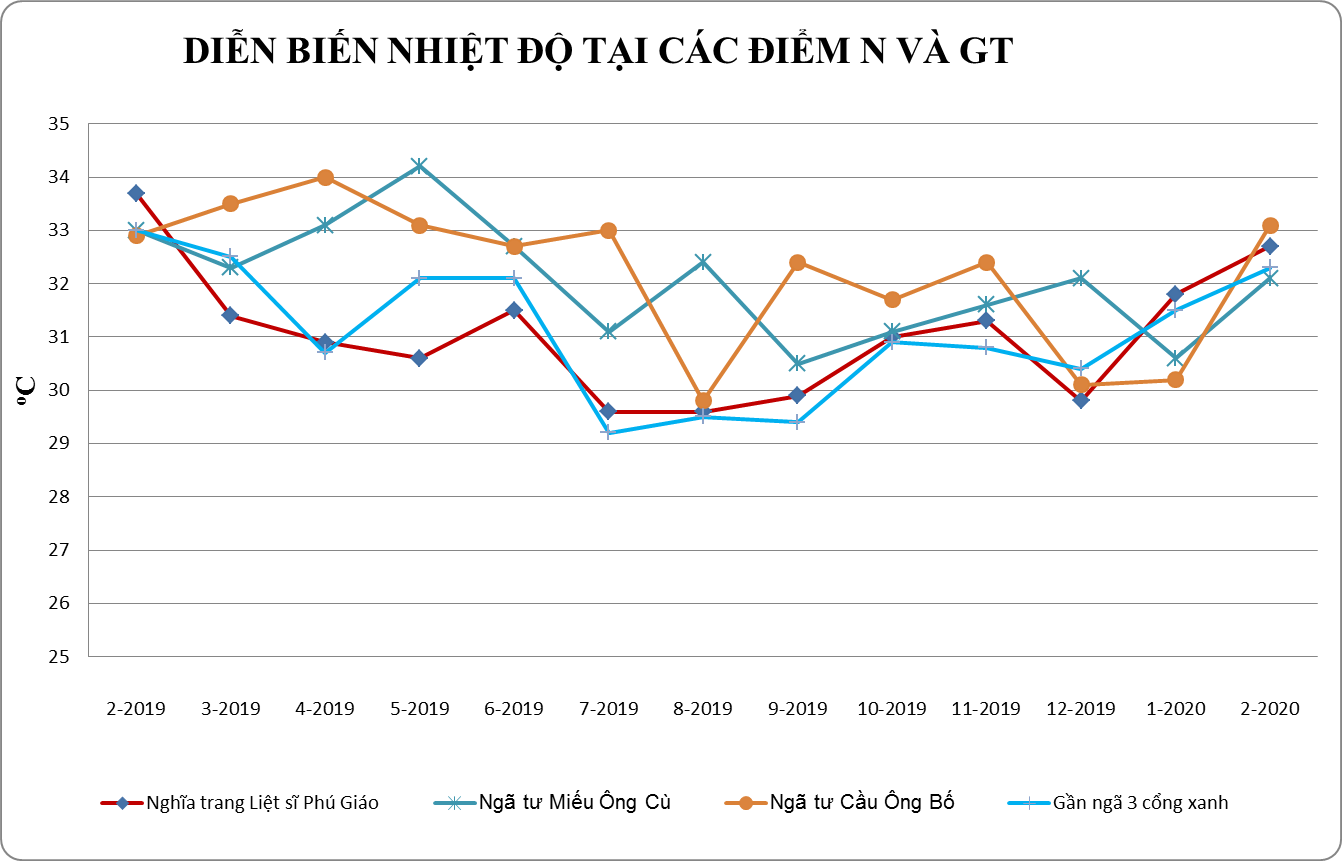 DIỄN BIẾN NHIỆT ĐỘ TẠI CÁC ĐIỂM N VÀ GT
35
34
33
32
31
30
29
28
27
26
25
ºC
2-2019 3-2019 4-2019 5-2019 6-2019 7-2019 8-2019 9-2019 10-2019 11-2019 12-2019 1-2020 2-2020
Nghĩa trang Liệt sĩ Phú Giáo Ngã tư Miếu Ông Cù Ngã tư Cầu Ông Bố Gần ngã 3 cổng xanh